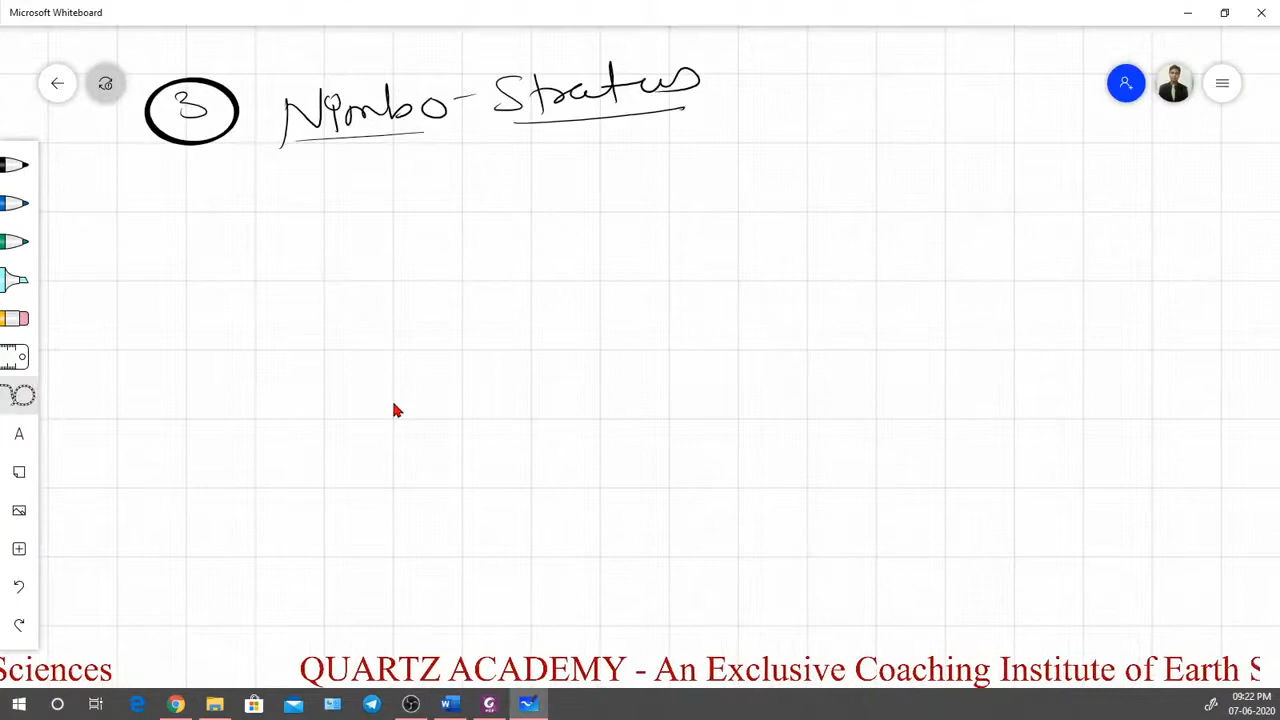 Microsoft Whiteboard
3 Nimbo-Stratus
A
Sciences QUARTZ ACADEMY - An Exclusive Coaching Institute of Earth S
09:22 PM
07-06-2020